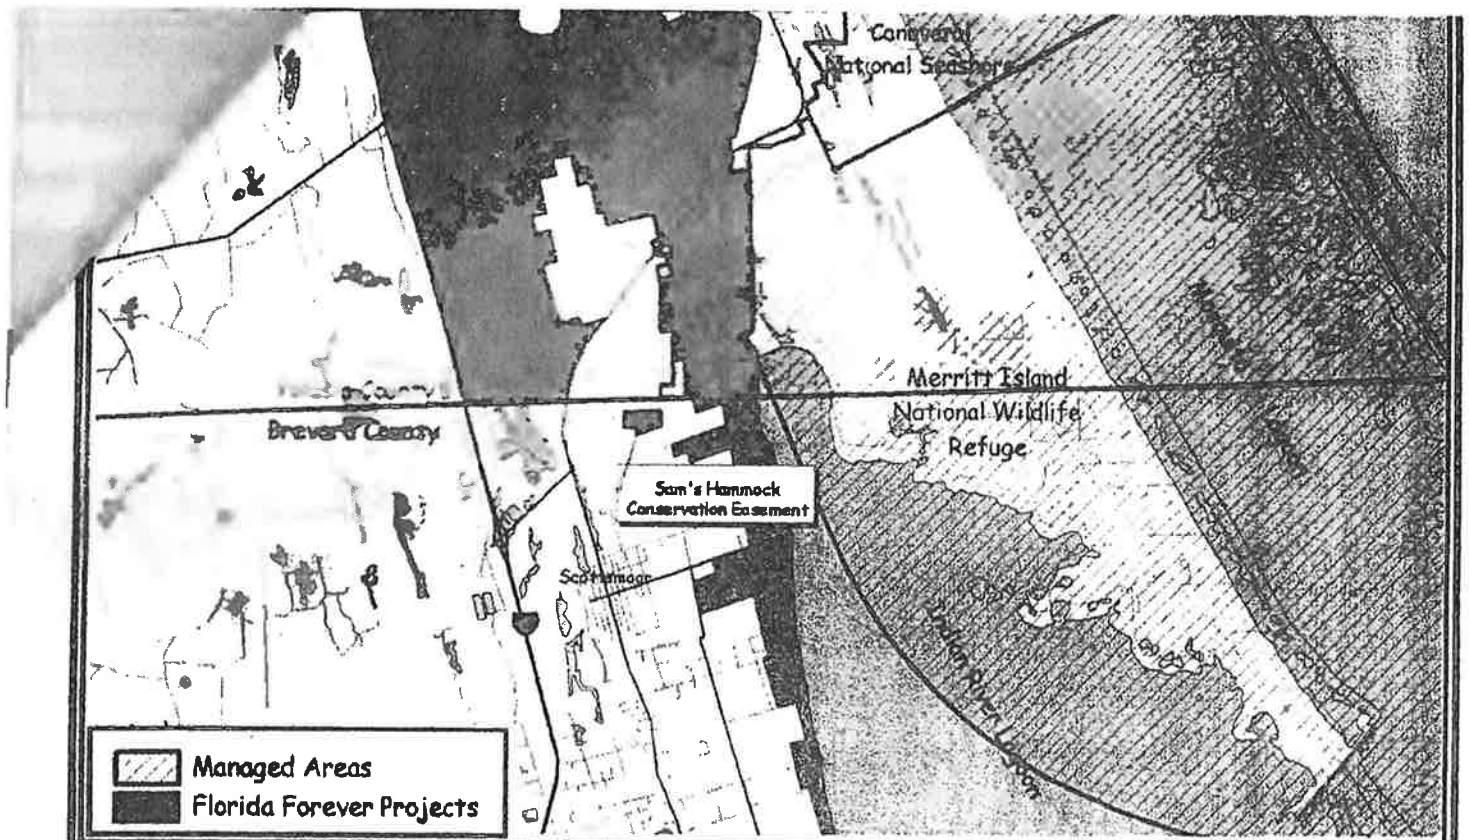 Canaveral
National Seashore
Merritt Island
National Wildlife
Refuge
Brevard County
Sam's Hammock
Conservation Easement
Scottsmoor
Indian River Lagoon
Managed Areas
Florida Forever Projects